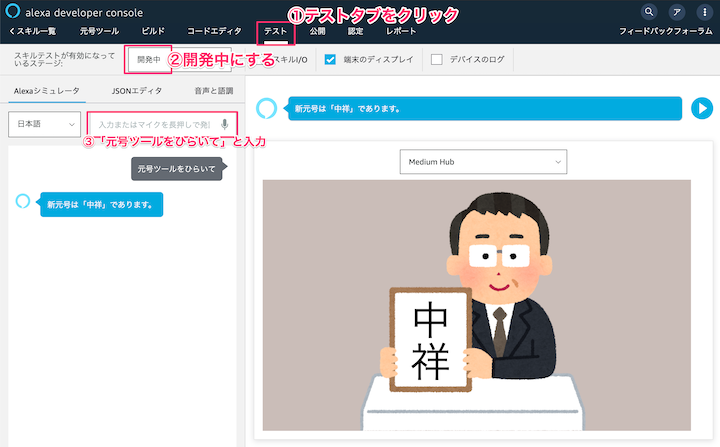 alexa developer console
①テストタブをクリック
スキル一覧 元号ツール ビルド コードエディタ テスト 公開 認定 レポート フィードバックフォーラム
ア
スキルテストが有効になって
いるステージ:
開発中
②開発中にする
スキルI/O
端末のディスプレイ
デバイスのログ
Alexaシミュレータ JSONエディタ 音声と語調
日本語
入力またはマイクを長押しで発
③「元号ツールをひらいて」と入力
元号ツールをひらいて
新元号は「中祥」であります。
新元号は「中祥」であります。
Medium Hub
中
祥